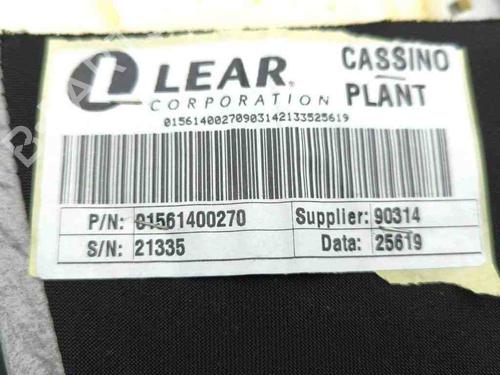 LEAR® CASSINO
CORPORATION PLANT
01561400270903142133525619
P/N: 01561400270 Supplier: 90314
S/N: 21335 Data: 25619